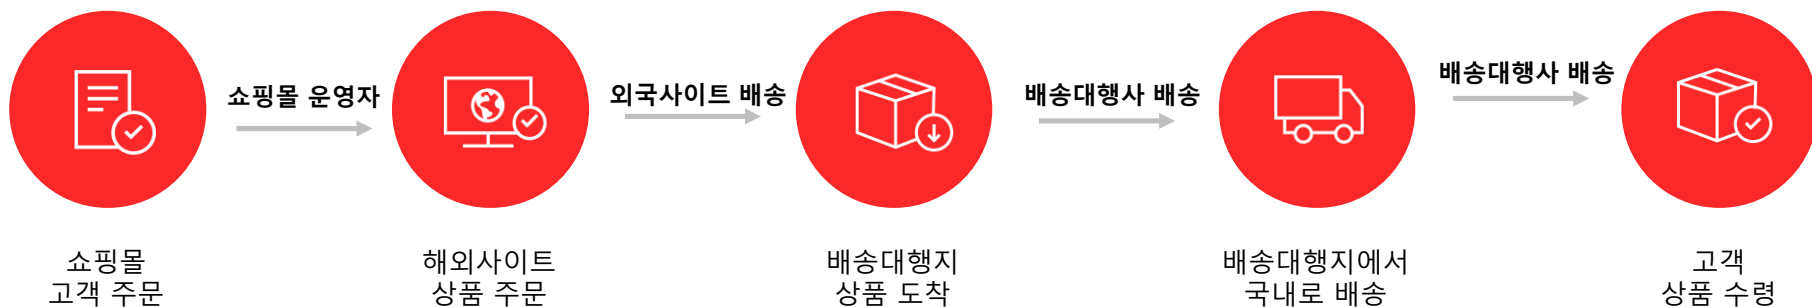 쇼핑몰 운영자
외국사이트 배송
배송대행사 배송
배송대행사 배송
쇼핑몰
고객 주문
해외사이트
상품 주문
배송대행지
상품 도착
배송대행지에서
국내로 배송
고객
상품 수령